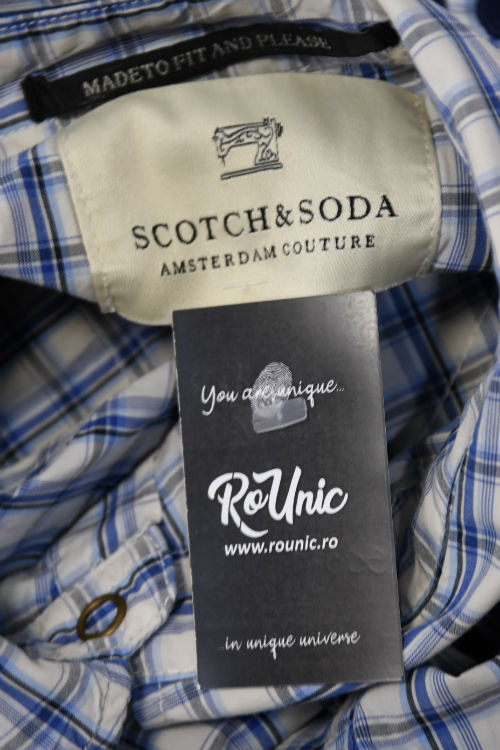 MADE TO FIT AND PLEASE
SCOTCH & SODA
AMSTERDAM COUTURE
You are unique...
RoUnic
www.rounic.ro
...in unique universe